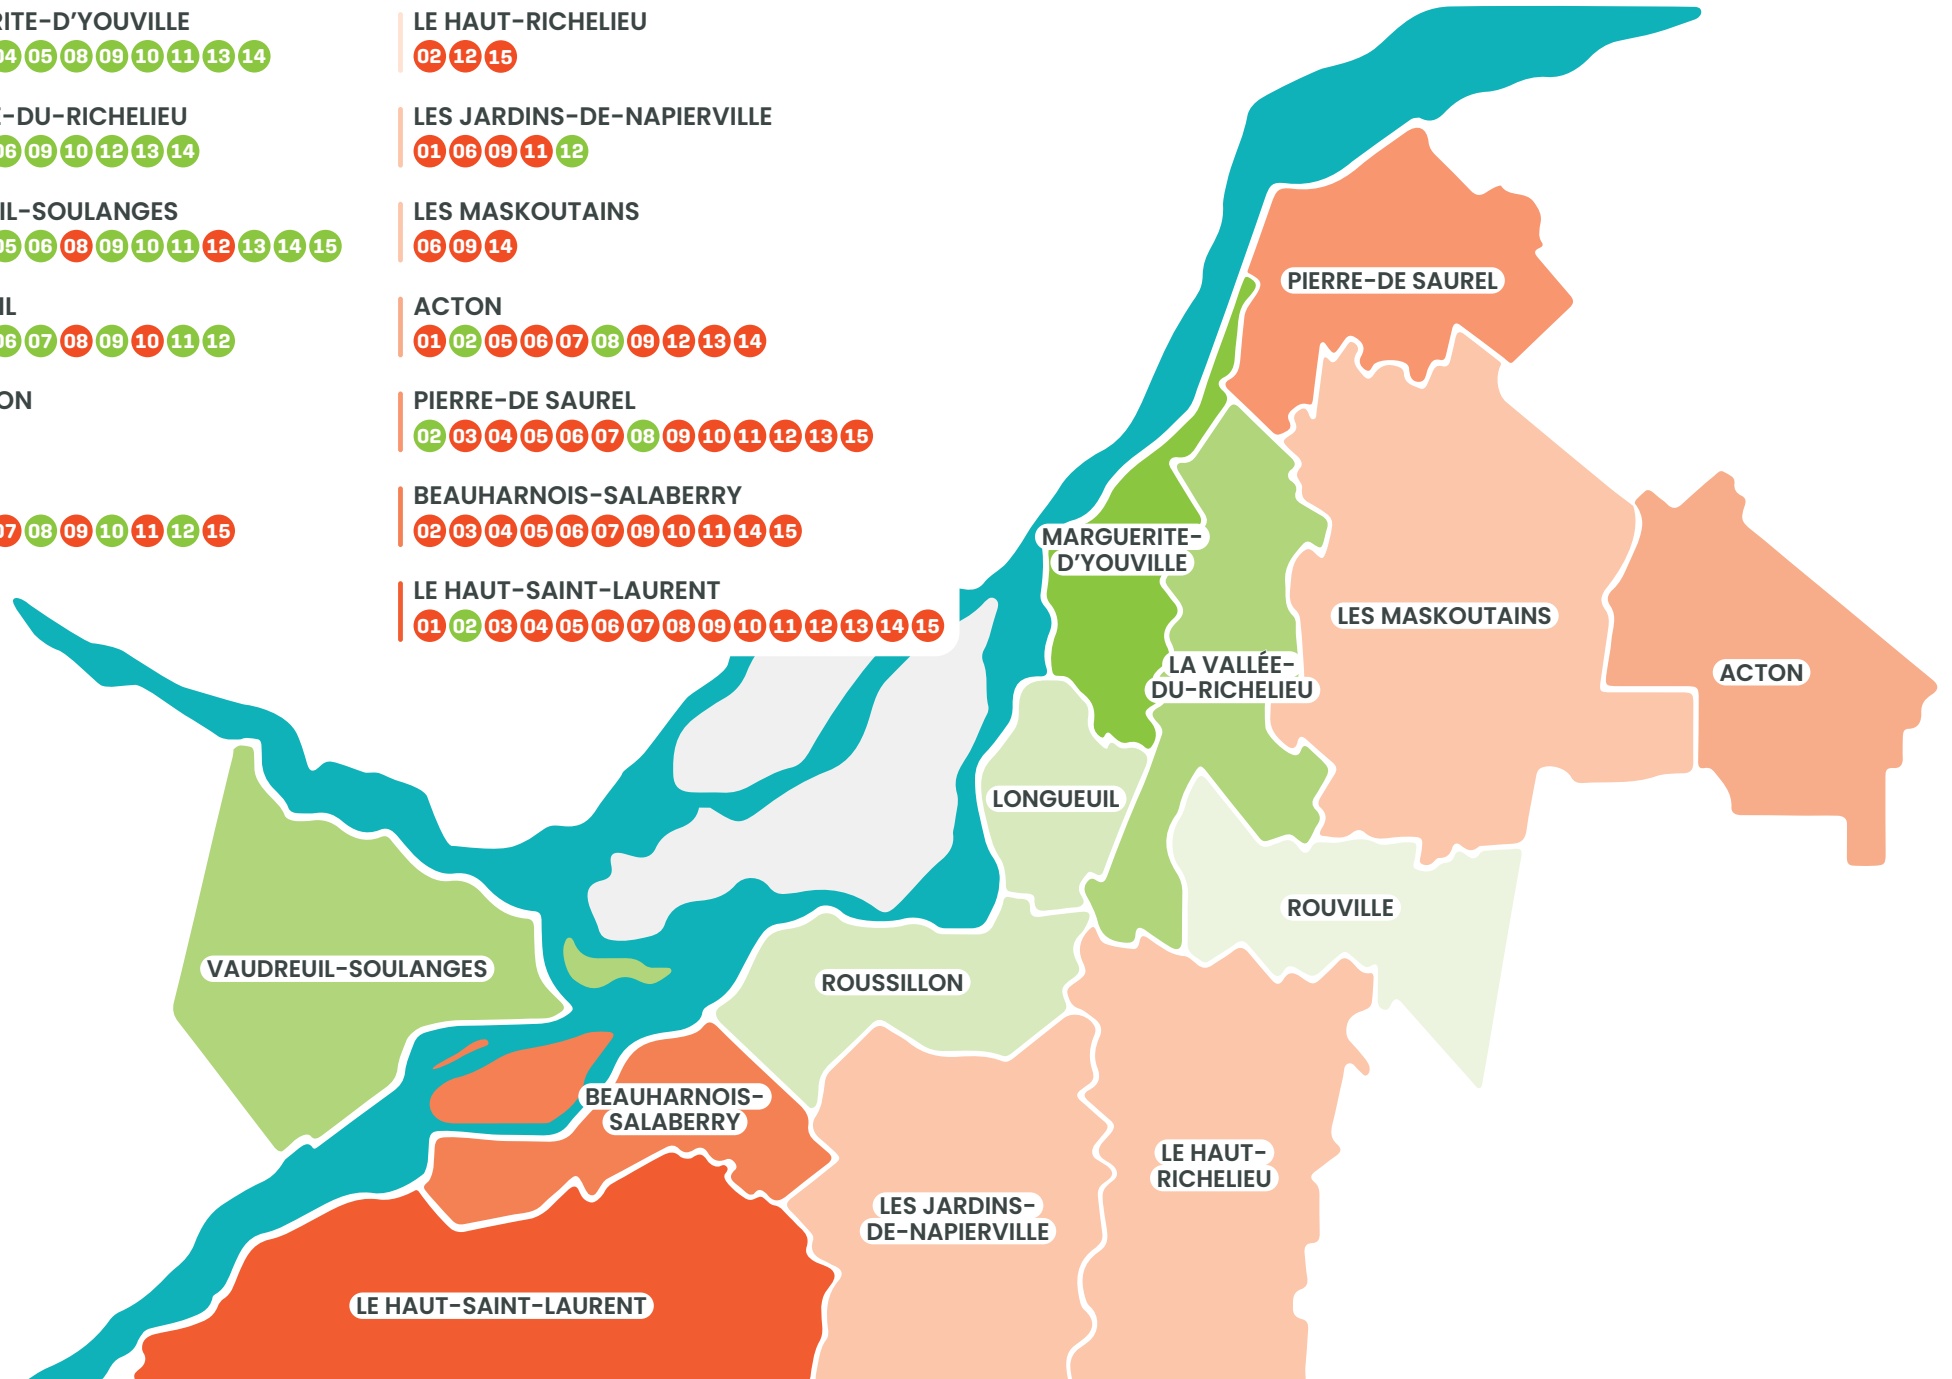 RITE-D'YOUVILLE
04 05 08 09 10 11 13 14
E-DU-RICHELIEU
06 09 10 12 13 14
IL-SOULANGES
05 06 08 09 10 11 12 13 14 15
IL
06 07 08 09 10 11 12
ON
07 08 09 10 11 12 15
LE HAUT-RICHELIEU
02 12 15
LES JARDINS-DE-NAPIERVILLE
01 06 09 11 12
LES MASKOUTAINS
06 09 14
ACTON
01 02 05 06 07 08 09 12 13 14
PIERRE-DE SAUREL
02 03 04 05 06 07 08 09 10 11 12 13 15
BEAUHARNOIS-SALABERRY
02 03 04 05 06 07 09 10 11 14 15
LE HAUT-SAINT-LAURENT
01 02 03 04 05 06 07 08 09 10 11 12 13 14 15
PIERRE-DE SAUREL
MARGUERITE-
D'YOUVILLE
LES MASKOUTAINS
LA VALLÉE-
DU-RICHELIEU
ACTON
LONGUEUIL
ROUVILLE
VAUDREUIL-SOULANGES
ROUSSILLON
BEAUHARNOIS-
SALABERRY
LE HAUT-
RICHELIEU
LES JARDINS-
DE-NAPIERVILLE
LE HAUT-SAINT-LAURENT